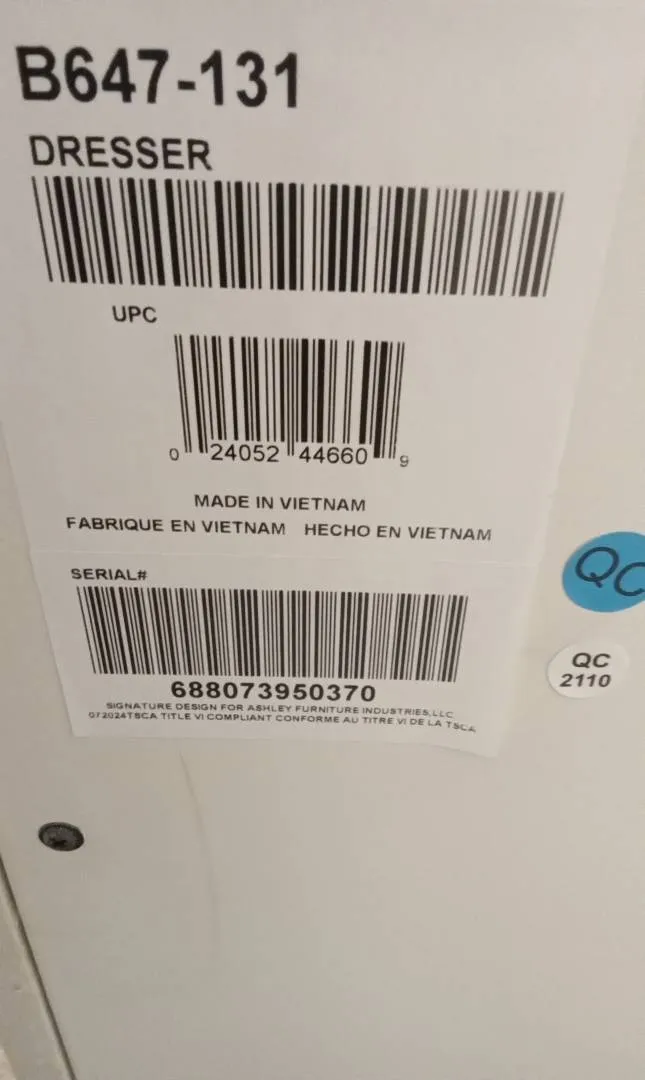 B647-131
DRESSER
UPC
0 24052 44660 9
MADE IN VIETNAM
FABRIQUE EN VIETNAM HECHO EN VIETNAM
SERIAL#
688073950370
SIGNATURE DESIGN FOR ASHLEY FURNITURE INDUSTRIES,LLC
072024TSCA TITLE VI COMPLIANT CONFORME AU TITRE VI DE LA TSCA
QC
QC
2110